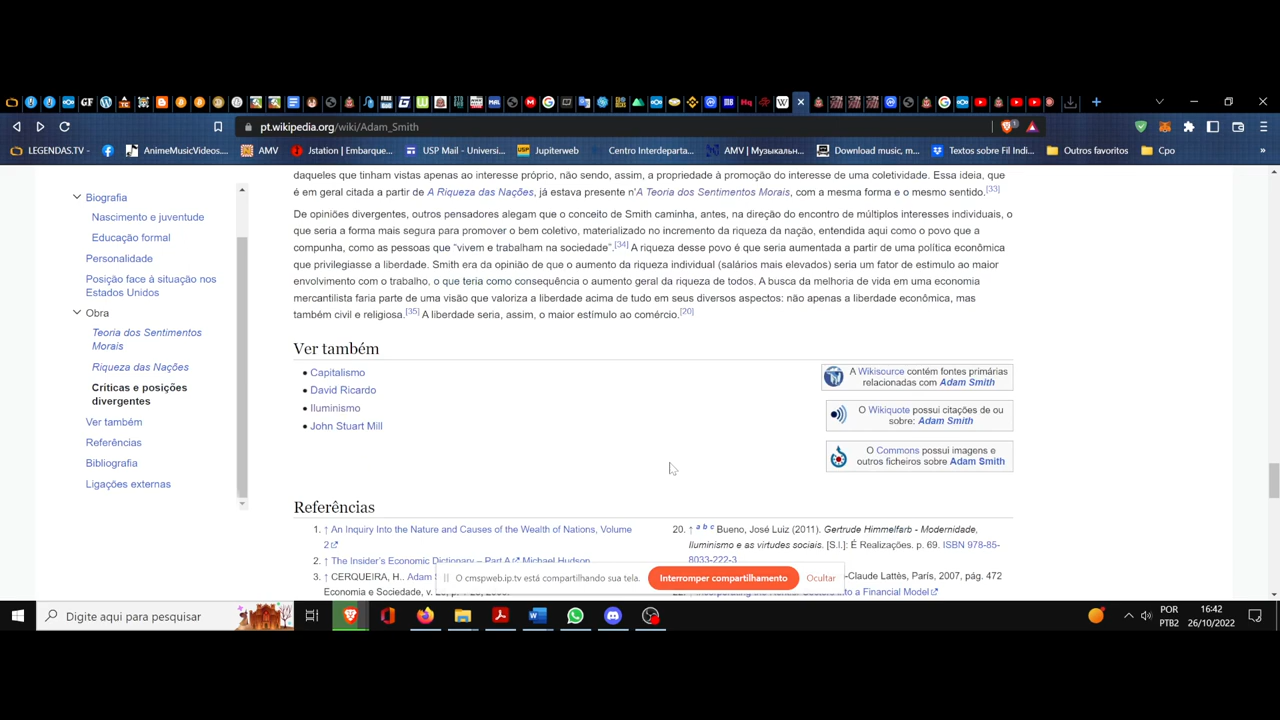 pt.wikipedia.org/wiki/Adam_Smith
LEGENDAS.TV - AnimeMusicVideos... AMV Jstation | Embarque... USP Mail - Universi... Jupiterweb Centro Interdeparta... AMV | Музыкальн... Download music, m... Textos sobre Fil Indi... Outros favoritos Cpo
Biografia
Nascimento e juventude
Educação formal
Personalidade
Posição face à situação nos
Estados Unidos
Obra
Teoria dos Sentimentos
Morais
Riqueza das Nações
Críticas e posições
divergentes
Ver também
Referências
Bibliografia
Ligações externas
daqueles que tinham vistas apenas ao interesse próprio, não sendo, assim, a propriedade à promoção do interesse de uma coletividade. Essa ideia, que
é em geral citada a partir de A Riqueza das Nações, já estava presente n'A Teoria dos Sentimentos Morais, com a mesma forma e o mesmo sentido.[33]
De opiniões divergentes, outros pensadores alegam que o conceito de Smith caminha, antes, na direção do encontro de múltiplos interesses individuais, o
que seria a forma mais segura para promover o bem coletivo, materializado no incremento da riqueza da nação, entendida aqui como o povo que a
compunha, como as pessoas que “vivem e trabalham na sociedade”.[34] A riqueza desse povo é que seria aumentada a partir de uma política econômica
que privilegiasse a liberdade. Smith era da opinião de que o aumento da riqueza individual (salários mais elevados) seria um fator de estimulo ao maior
envolvimento com o trabalho, o que teria como consequência o aumento geral da riqueza de todos. A busca da melhoria de vida em uma economia
mercantilista faria parte de uma visão que valoriza a liberdade acima de tudo em seus diversos aspectos: não apenas a liberdade econômica, mas
também civil e religiosa.[35] A liberdade seria, assim, o maior estímulo ao comércio.[20]
Ver também
Capitalismo
David Ricardo
Iluminismo
John Stuart Mill
A Wikisource contém fontes primárias
relacionadas com Adam Smith
O Wikiquote possui citações de ou
sobre: Adam Smith
O Commons possui imagens e
outros ficheiros sobre Adam Smith
Referências
1. ↑ An Inquiry Into the Nature and Causes of the Wealth of Nations, Volume
2
2. ↑ The Insider's Economic Dictionary – Part A Michael Hudson
3. ↑ CERQUEIRA, H.. Adam
Economia e Sociedade, v.
20. ↑ a b c Bueno, José Luiz (2011). Gertrude Himmelfarb - Modernidade,
Iluminismo e as virtudes sociais. [S.l.]: É Realizações. p. 69. ISBN 978-85-
8033-222-3
-Claude Lattès, París, 2007, pág. 472
into a Financial Model
O cmspweb.ip.tv está compartilhando sua tela. Interromper compartilhamento Ocultar
Digite aqui para pesquisar
POR
PTB2
16:42
26/10/2022